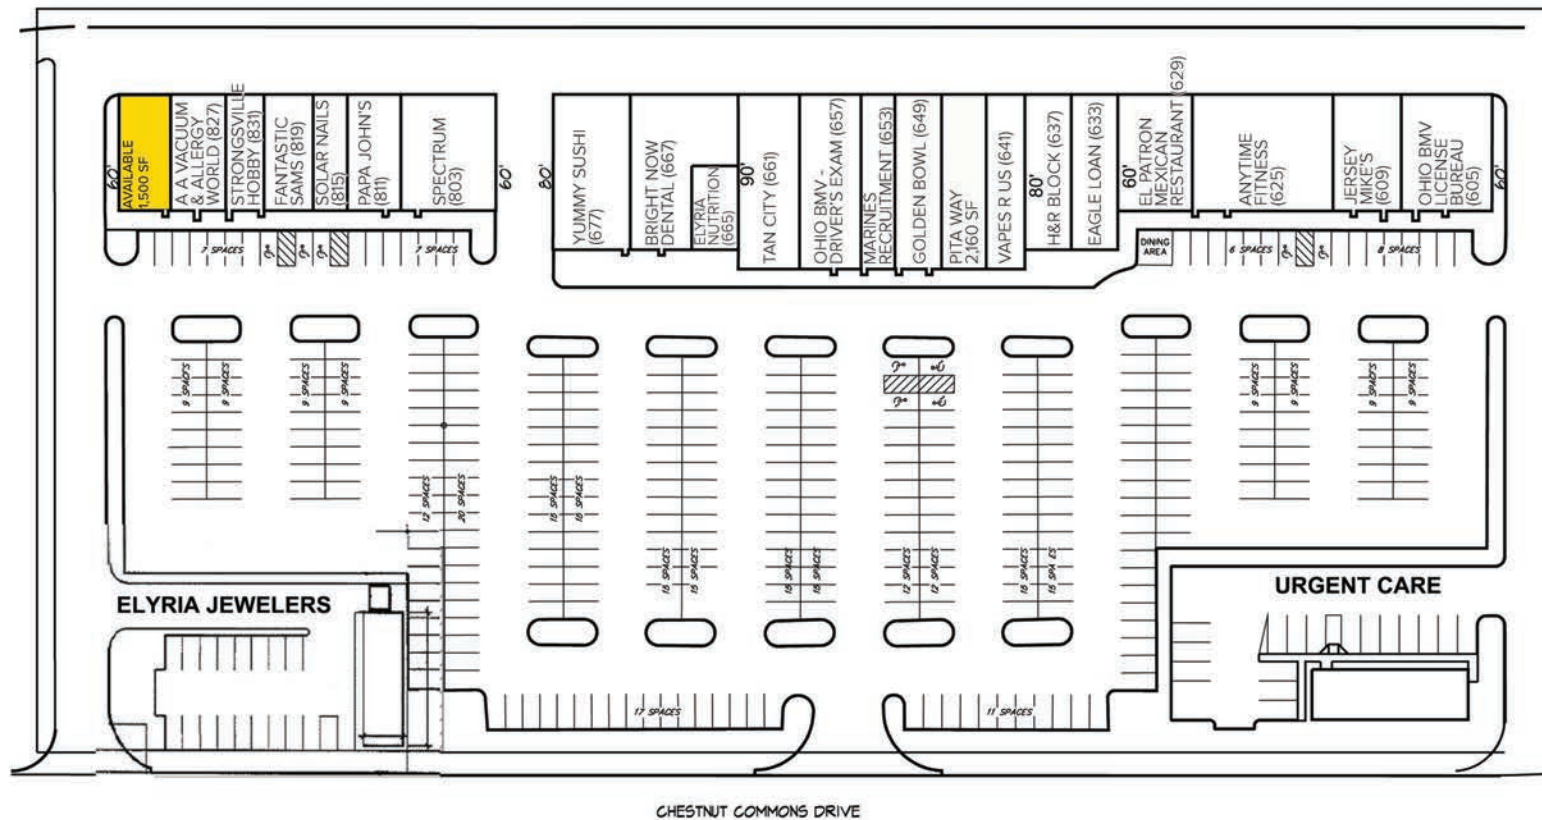 60'
AVAILABLE
1,500 SF
A A VACUUM
& ALLERGY
WORLD (827)
STRONGSVILLE
HOBBY (831)
FANTASTIC
SAMS (819)
SOLAR NAILS
(815)
PAPA JOHN'S
(811)
SPECTRUM
(803)
60'
80'
YUMMY SUSHI
(677)
BRIGHT NOW
DENTAL (667)
ELYRIA
NUTRITION
(665)
90'
TAN CITY (661)
OHIO BMV -
DRIVER'S EXAM (657)
MARINES
RECRUITMENT (653)
GOLDEN BOWL (649)
PITA WAY
2,160 SF
VAPES R US (641)
80'
H&R BLOCK (637)
EAGLE LOAN (633)
60'
EL PATRON
MEXICAN
RESTAURANT (629)
ANYTIME
FITNESS
(625)
JERSEY
MIKE'S
(609)
OHIO BMV
LICENSE
BUREAU
(605)
60'
7 SPACES
7 SPACES
DINING
AREA
6 SPACES
8 SPACES
9 SPACES
9 SPACES
9 SPACES
9 SPACES
12 SPACES
20 SPACES
15 SPACES
15 SPACES
15 SPACES
15 SPACES
15 SPACES
15 SPACES
12 SPACES
12 SPACES
15 SPACES
15 SPA ES
9 SPACES
9 SPACES
9 SPACES
9 SPACES
ELYRIA JEWELERS
URGENT CARE
17 SPACES
11 SPACES
CHESTNUT COMMONS DRIVE